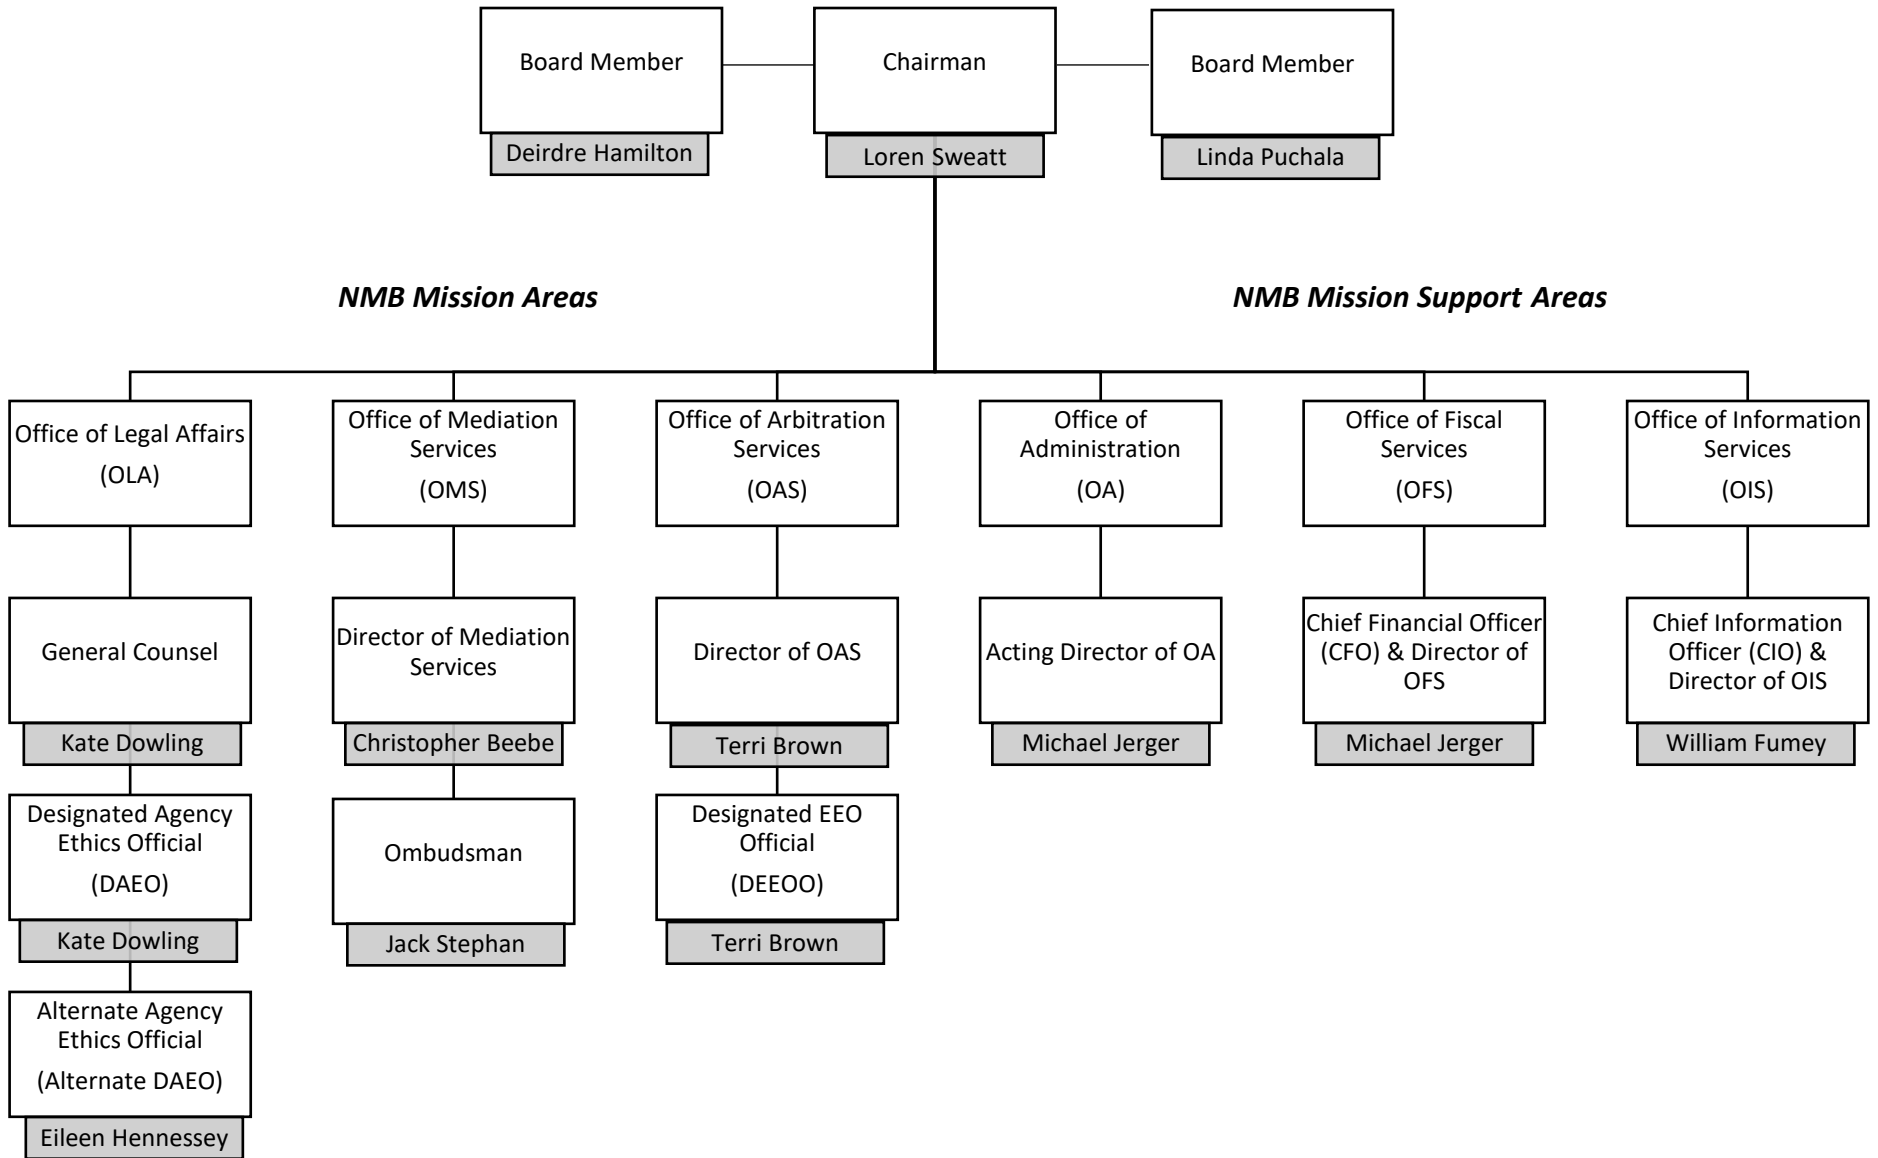 Board Member
Deirdre Hamilton
Chairman
Loren Sweatt
Board Member
Linda Puchala
NMB Mission Areas
NMB Mission Support Areas
Office of Legal Affairs
(OLA)
General Counsel
Kate Dowling
Designated Agency
Ethics Official
(DAEO)
Kate Dowling
Alternate Agency
Ethics Official
(Alternate DAEO)
Eileen Hennessey
Office of Mediation
Services
(OMS)
Director of Mediation
Services
Christopher Beebe
Ombudsman
Jack Stephan
Office of Arbitration
Services
(OAS)
Director of OAS
Terri Brown
Designated EEO
Official
(DEEOO)
Terri Brown
Office of
Administration
(OA)
Acting Director of OA
Michael Jerger
Office of Fiscal
Services
(OFS)
Chief Financial Officer
(CFO) & Director of
OFS
Michael Jerger
Office of Information
Services
(OIS)
Chief Information
Officer (CIO) &
Director of OIS
William Fumey